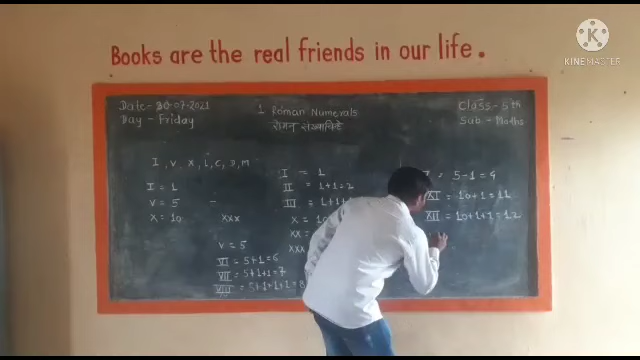 Books are the real friends in our life.
KINEMASTER
Date - 30-07-2021
Day - Friday
1 Roman Numerals
रोमन संख्यांक
Class - 5th
Sub - Maths
I, V, X, L, C, D, M
I = 1
V = 5
X = 10
XXX
V = 5
VI = 5+1=6
VII = 5+1+1=7
VIII = 5+1+1+1=8
I = 1
II = 1+1=2
III = 1+1+
X = 10
XX =
XXX
= 5-1=4
XI = 10+1=11
XII = 10+1+1=12